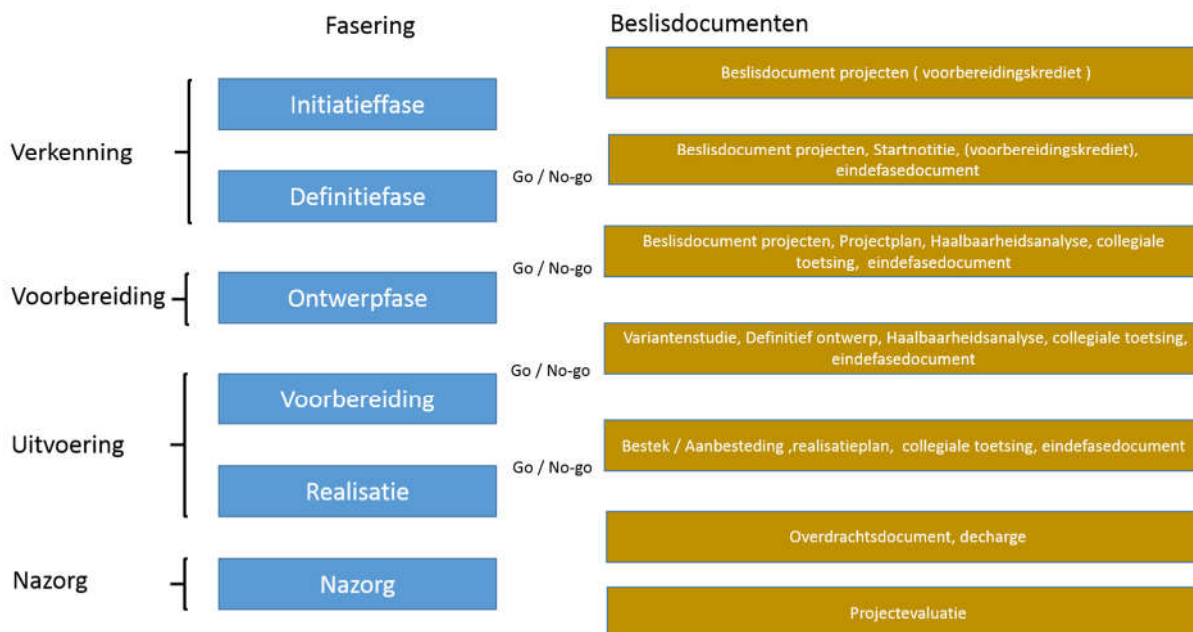 Fasering
Beslisdocumenten
Beslisdocument projecten ( voorbereidingskrediet )
Initiatieffase
Verkenning
Beslisdocument projecten, Startnotitie, (voorbereidingskrediet),
eindefasedocument
Go / No-go
Definitiefase
Beslisdocument projecten, Projectplan, Haalbaarheidsanalyse, collegiale
toetsing, eindefasedocument
Go / No-go
Voorbereiding
Ontwerpfase
Variantenstudie, Definitief ontwerp, Haalbaarheidsanalyse, collegiale toetsing,
eindefasedocument
Go / No-go
Voorbereiding
Uitvoering
Bestek / Aanbesteding ,realisatieplan, collegiale toetsing, eindefasedocument
Go / No-go
Realisatie
Overdrachtsdocument, decharge
Nazorg
Nazorg
Projectevaluatie